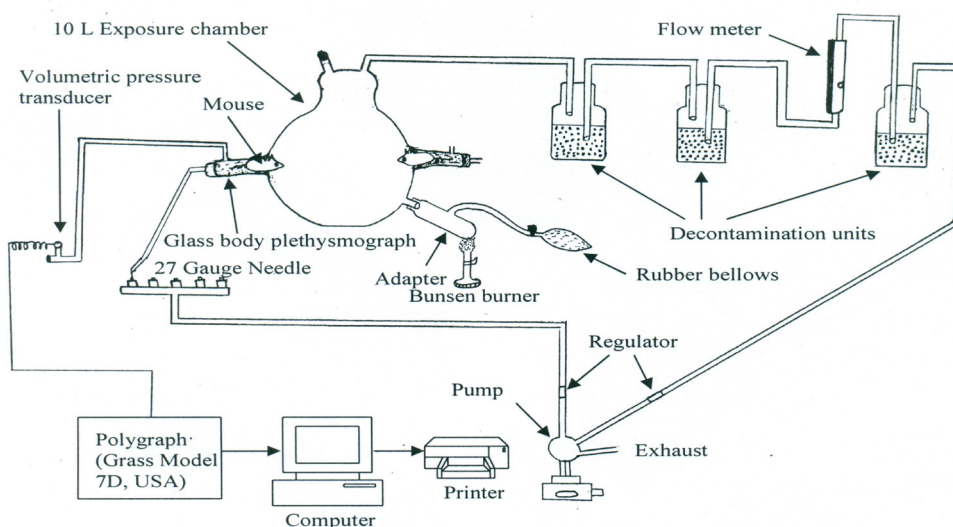 10 L Exposure chamber
Flow meter
Volumetric pressure
transducer
Mouse
Glass body plethysmograph
Decontamination units
27 Gauge Needle
Adapter
Rubber bellows
Bunsen burner
Regulator
Pump
Polygraph
(Grass Model
7D, USA)
Exhaust
Printer
Computer